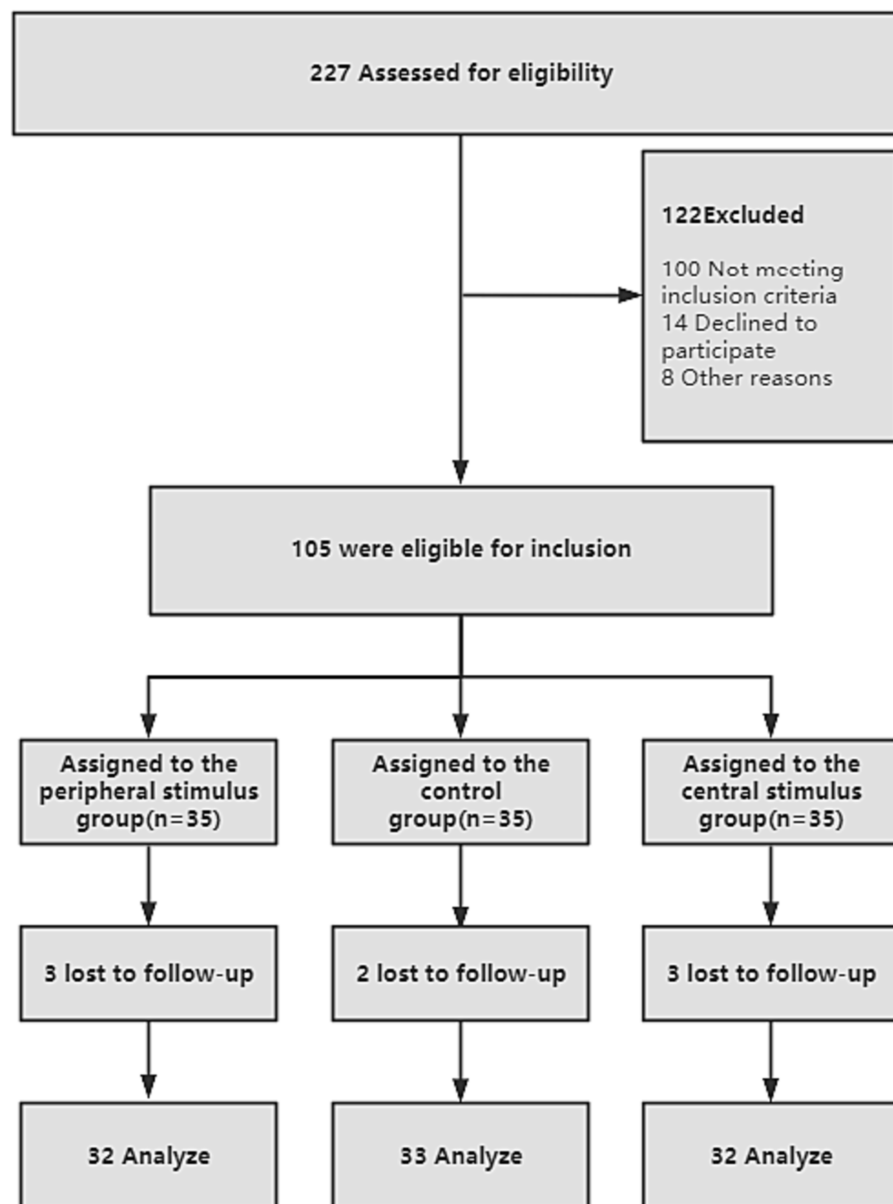 227 Assessed for eligibility
122Excluded
100 Not meeting
inclusion criteria
14 Declined to
participate
8 Other reasons
105 were eligible for inclusion
Assigned to the
peripheral stimulus
group(n=35)
Assigned to the
control
group(n=35)
Assigned to the
central stimulus
group(n=35)
3 lost to follow-up
2 lost to follow-up
3 lost to follow-up
32 Analyze
33 Analyze
32 Analyze